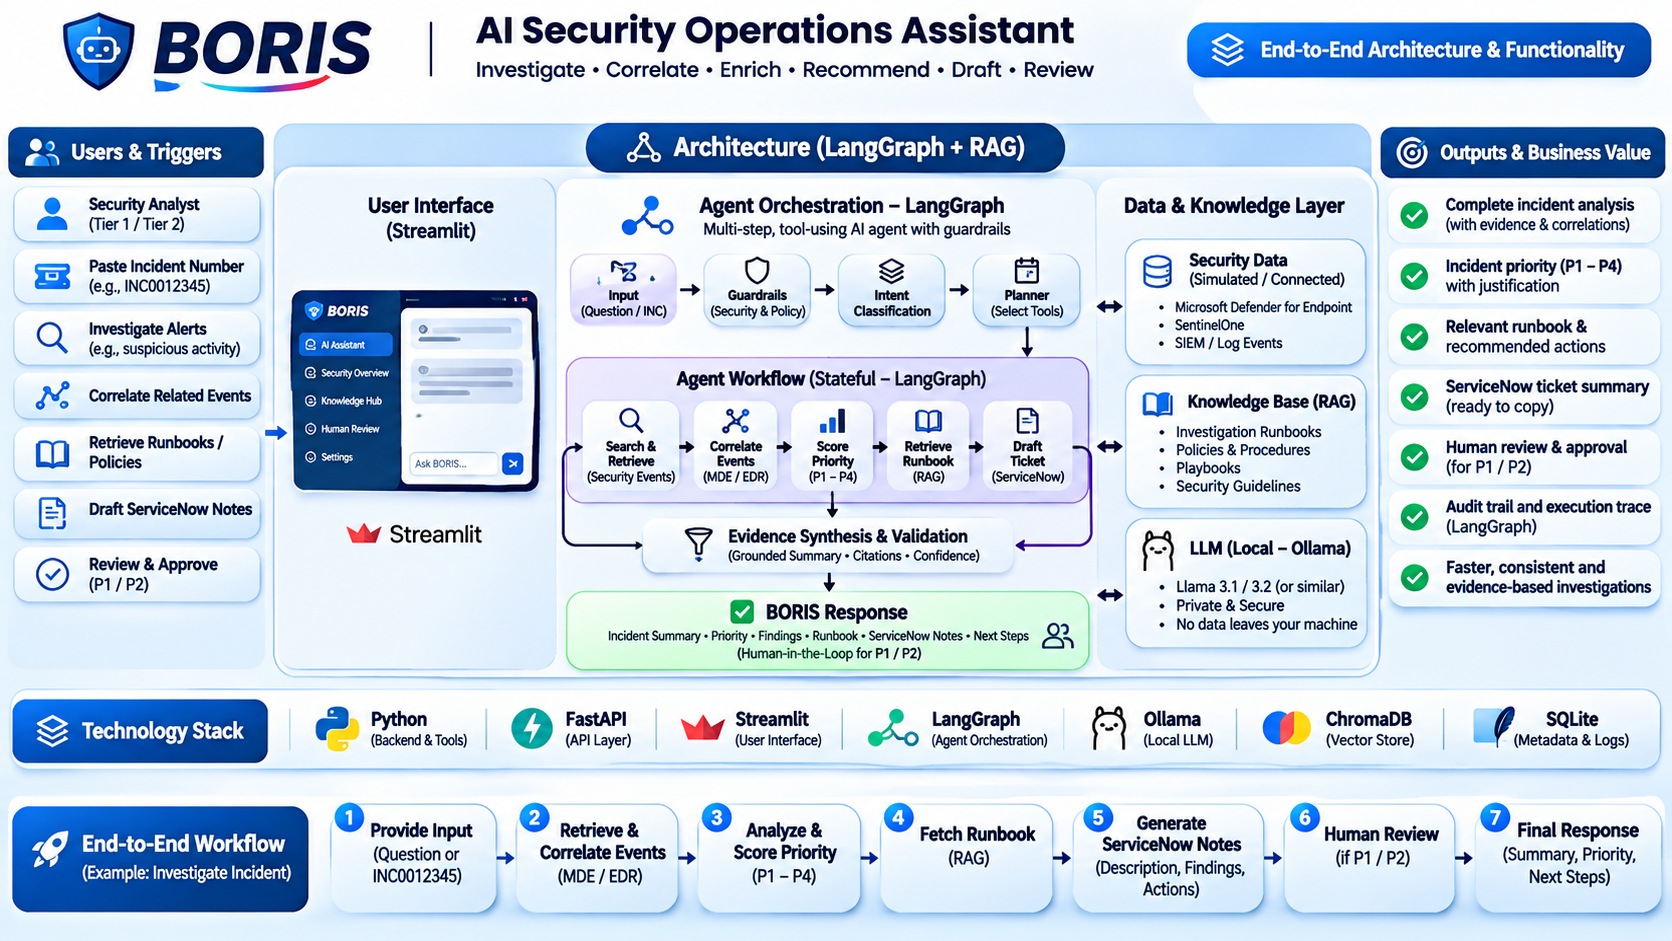 BORIS
AI Security Operations Assistant
Investigate • Correlate • Enrich • Recommend • Draft • Review
End-to-End Architecture & Functionality
Users & Triggers
Security Analyst
(Tier 1 / Tier 2)
Paste Incident Number
(e.g., INC0012345)
Investigate Alerts
(e.g., suspicious activity)
Correlate Related Events
Retrieve Runbooks /
Policies
Draft ServiceNow Notes
Review & Approve
(P1 / P2)
Architecture (LangGraph + RAG)
User Interface
(Streamlit)
BORIS
AI Assistant
Security Overview
Knowledge Hub
Human Review
Settings
Ask BORIS...
Streamlit
Agent Orchestration – LangGraph
Multi-step, tool-using AI agent with guardrails
Input
(Question / INC)
Guardrails
(Security & Policy)
Intent
Classification
Planner
(Select Tools)
Agent Workflow (Stateful – LangGraph)
Search &
Retrieve
(Security Events)
Correlate
Events
(MDE / EDR)
Score
Priority
(P1 – P4)
Retrieve
Runbook
(RAG)
Draft
Ticket
(ServiceNow)
Evidence Synthesis & Validation
(Grounded Summary • Citations • Confidence)
BORIS Response
Incident Summary • Priority • Findings • Runbook • ServiceNow Notes • Next Steps
(Human-in-the-Loop for P1 / P2)
Data & Knowledge Layer
Security Data
(Simulated / Connected)
• Microsoft Defender for Endpoint
• SentinelOne
• SIEM / Log Events
Knowledge Base (RAG)
• Investigation Runbooks
• Policies & Procedures
• Playbooks
• Security Guidelines
LLM (Local – Ollama)
• Llama 3.1 / 3.2 (or similar)
• Private & Secure
• No data leaves your machine
Outputs & Business Value
Complete incident analysis
(with evidence & correlations)
Incident priority (P1 – P4)
with justification
Relevant runbook &
recommended actions
ServiceNow ticket summary
(ready to copy)
Human review & approval
(for P1 / P2)
Audit trail and execution trace
(LangGraph)
Faster, consistent and
evidence-based investigations
Technology Stack
Python
(Backend & Tools)
FastAPI
(API Layer)
Streamlit
(User Interface)
LangGraph
(Agent Orchestration)
Ollama
(Local LLM)
ChromaDB
(Vector Store)
SQLite
(Metadata & Logs)
End-to-End Workflow
(Example: Investigate Incident)
1
Provide Input
(Question or
INC0012345)
2
Retrieve &
Correlate Events
(MDE / EDR)
3
Analyze &
Score Priority
(P1 – P4)
4
Fetch Runbook
(RAG)
5
Generate
ServiceNow Notes
(Description, Findings,
Actions)
6
Human Review
(if P1 / P2)
7
Final Response
(Summary, Priority,
Next Steps)